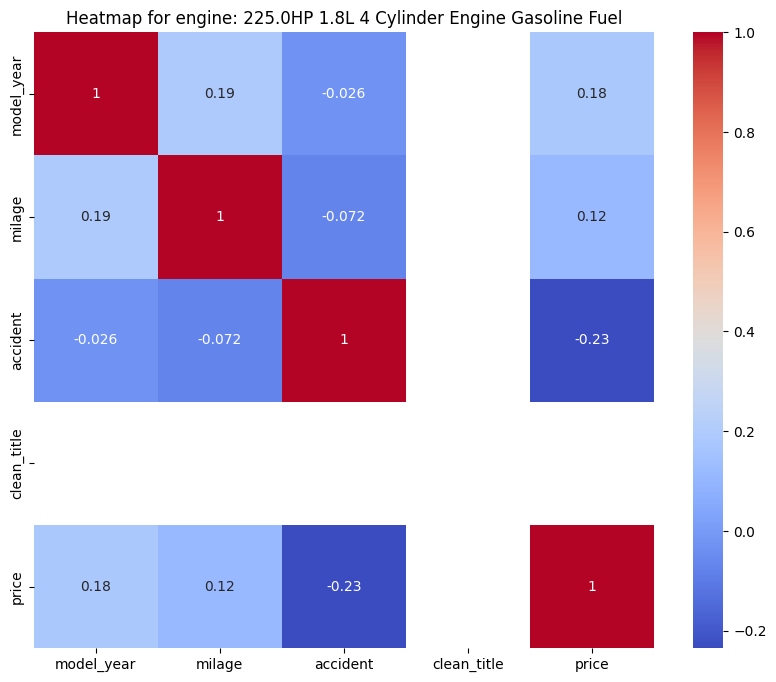 Heatmap for engine: 225.0HP 1.8L 4 Cylinder Engine Gasoline Fuel
model_year 1 0.19 -0.026 0.18
milage 0.19 1 -0.072 0.12
accident -0.026 -0.072 1 -0.23
clean_title
price 0.18 0.12 -0.23 1
model_year milage accident clean_title price
1.0
0.8
0.6
0.4
0.2
0.0
−0.2